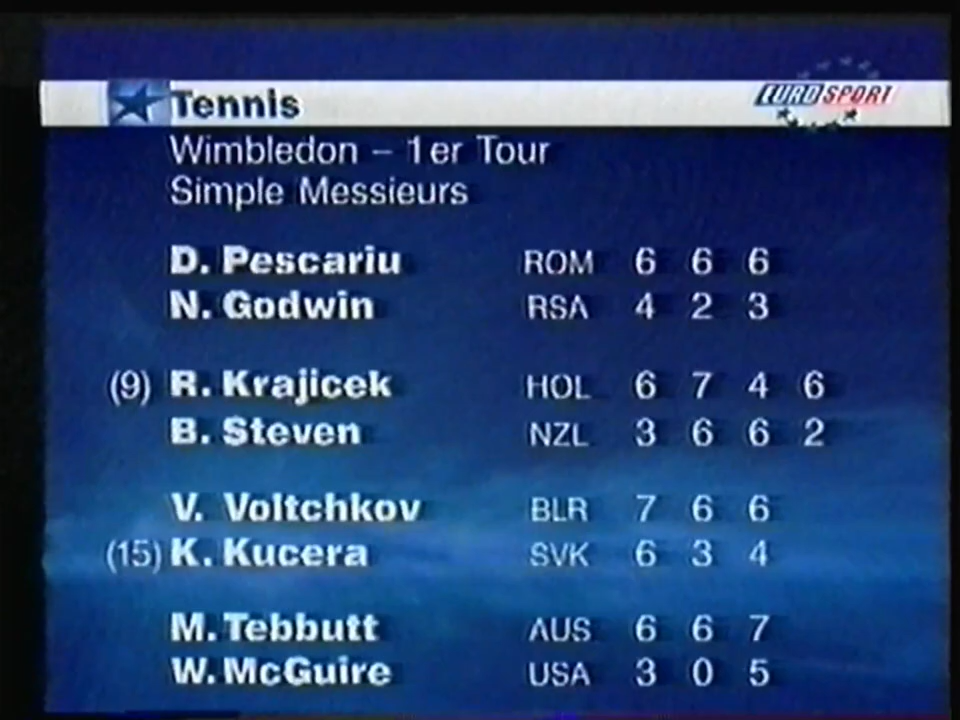 Tennis
EUROSPORT
Wimbledon – 1er Tour
Simple Messieurs
D. Pescariu ROM 6 6 6
N. Godwin RSA 4 2 3
(9) R. Krajicek HOL 6 7 4 6
B. Steven NZL 3 6 6 2
V. Voltchkov BLR 7 6 6
(15) K. Kucera SVK 6 3 4
M. Tebbutt AUS 6 6 7
W. McGuire USA 3 0 5